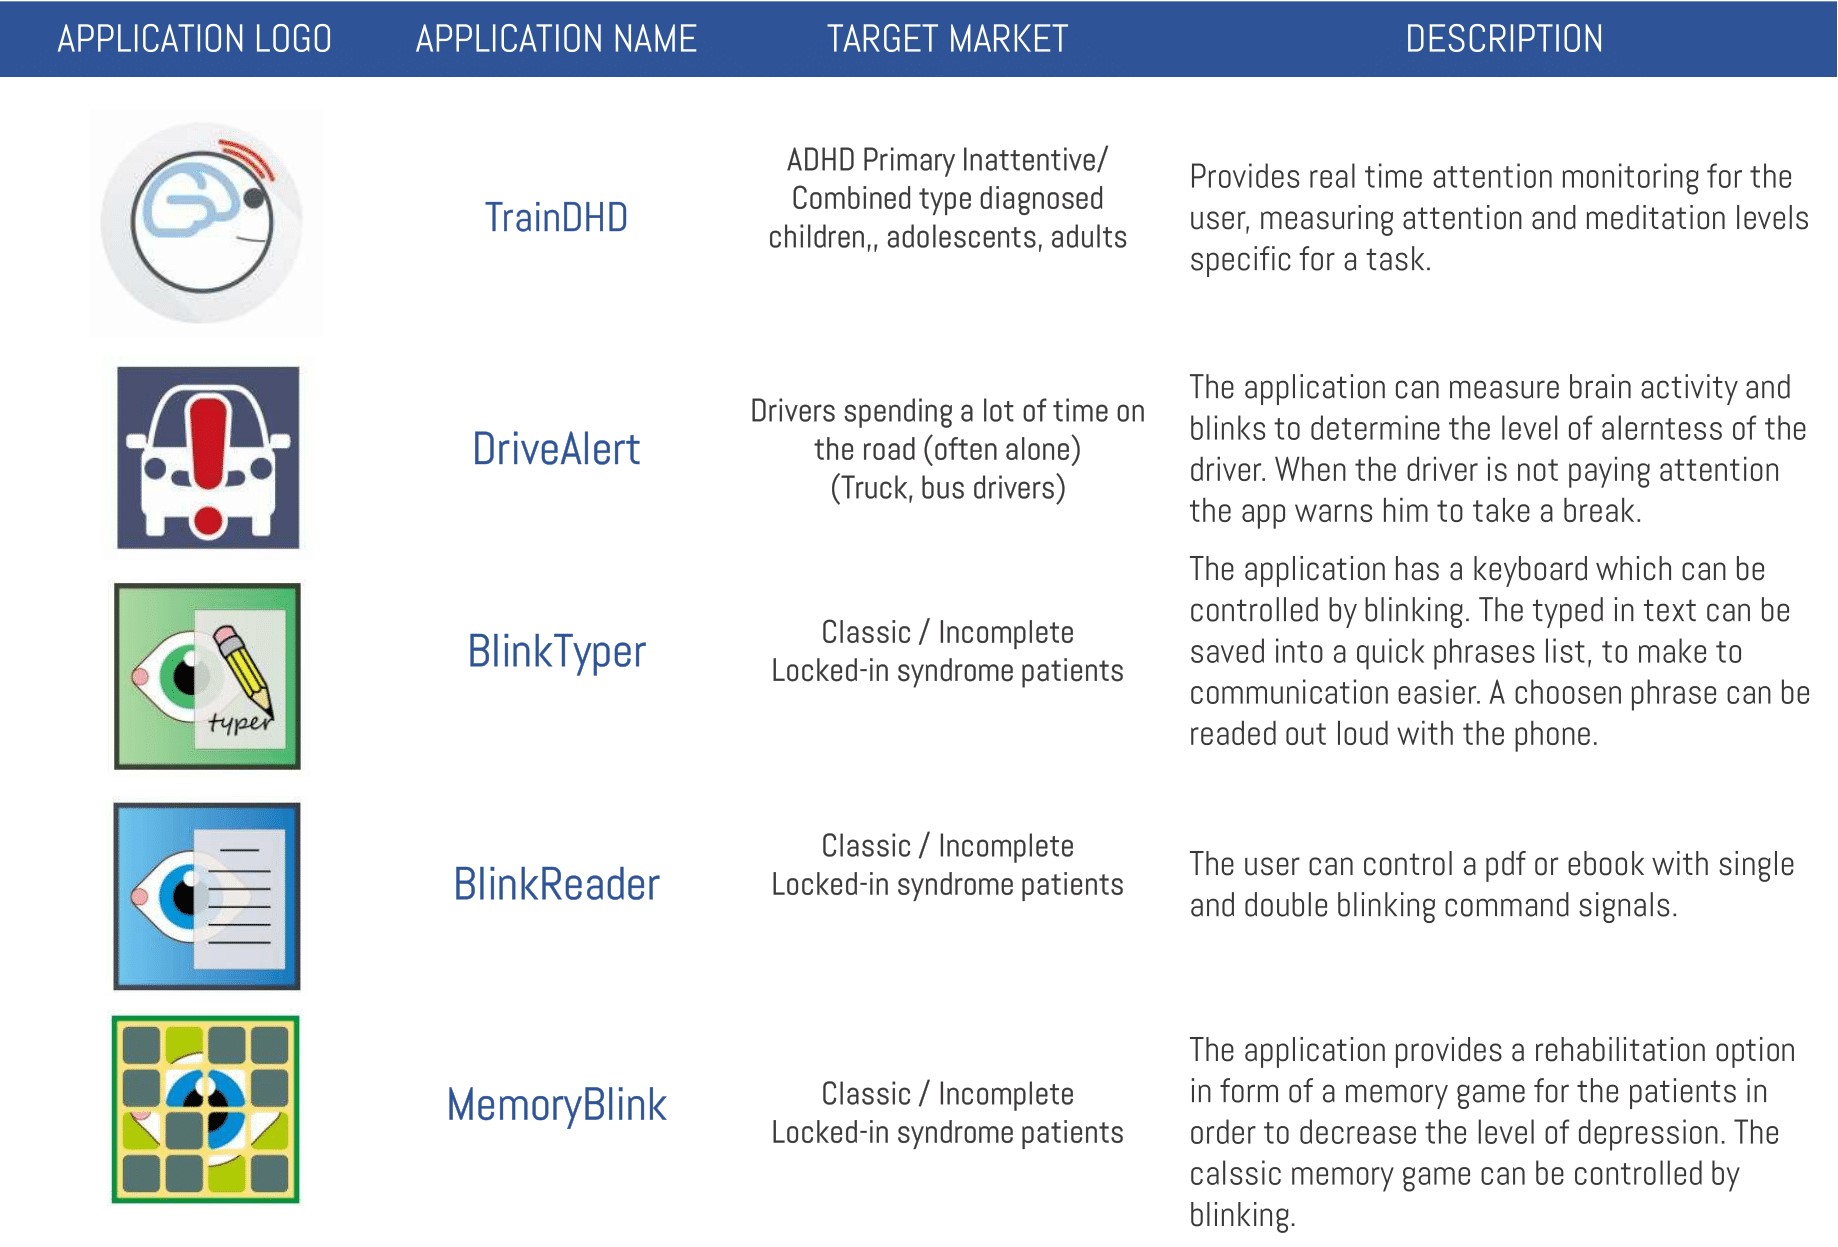 APPLICATION LOGO APPLICATION NAME TARGET MARKET DESCRIPTION
TrainDHD
ADHD Primary Inattentive/
Combined type diagnosed
children,, adolescents, adults
Provides real time attention monitoring for the
user, measuring attention and meditation levels
specific for a task.
DriveAlert
Drivers spending a lot of time on
the road (often alone)
(Truck, bus drivers)
The application can measure brain activity and
blinks to determine the level of alerntess of the
driver. When the driver is not paying attention
the app warns him to take a break.
typer
BlinkTyper
Classic / Incomplete
Locked-in syndrome patients
The application has a keyboard which can be
controlled by blinking. The typed in text can be
saved into a quick phrases list, to make to
communication easier. A choosen phrase can be
readed out loud with the phone.
BlinkReader
Classic / Incomplete
Locked-in syndrome patients
The user can control a pdf or ebook with single
and double blinking command signals.
MemoryBlink
Classic / Incomplete
Locked-in syndrome patients
The application provides a rehabilitation option
in form of a memory game for the patients in
order to decrease the level of depression. The
calssic memory game can be controlled by
blinking.